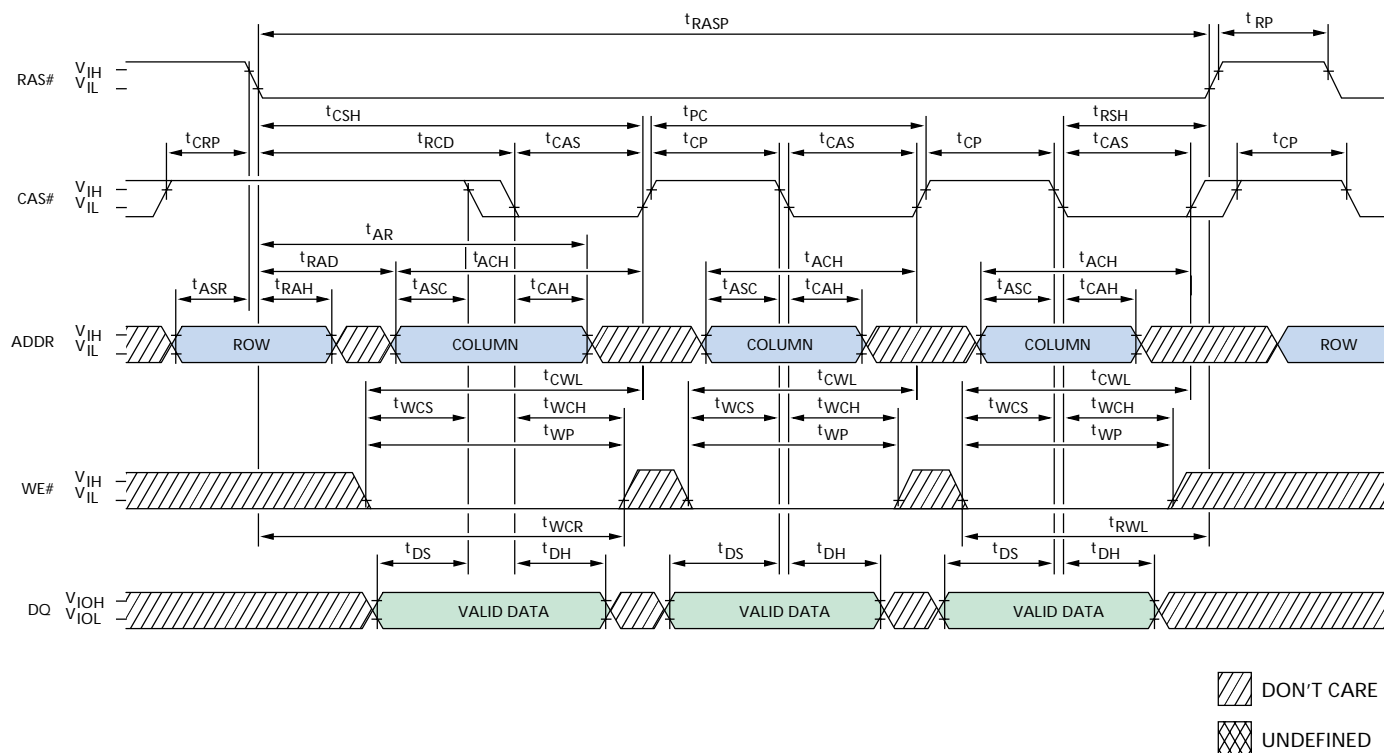 tRASP
tRP
RAS# VIH
VIL
tCSH
tPC
tRSH
tCRP
tRCD
tCAS
tCP
tCAS
tCP
tCAS
tCP
CAS# VIH
VIL
tAR
tRAD
tACH
tACH
tACH
tASR
tRAH
tASC
tCAH
tASC
tCAH
tASC
tCAH
ADDR VIH
VIL
ROW
COLUMN
COLUMN
COLUMN
ROW
tCWL
tCWL
tCWL
tWCS
tWCH
tWCS
tWCH
tWCS
tWCH
tWP
tWP
tWP
WE# VIH
VIL
tWCR
tRWL
tDS
tDH
tDS
tDH
tDS
tDH
DQ VIOH
VIOL
VALID DATA
VALID DATA
VALID DATA
DON'T CARE
UNDEFINED